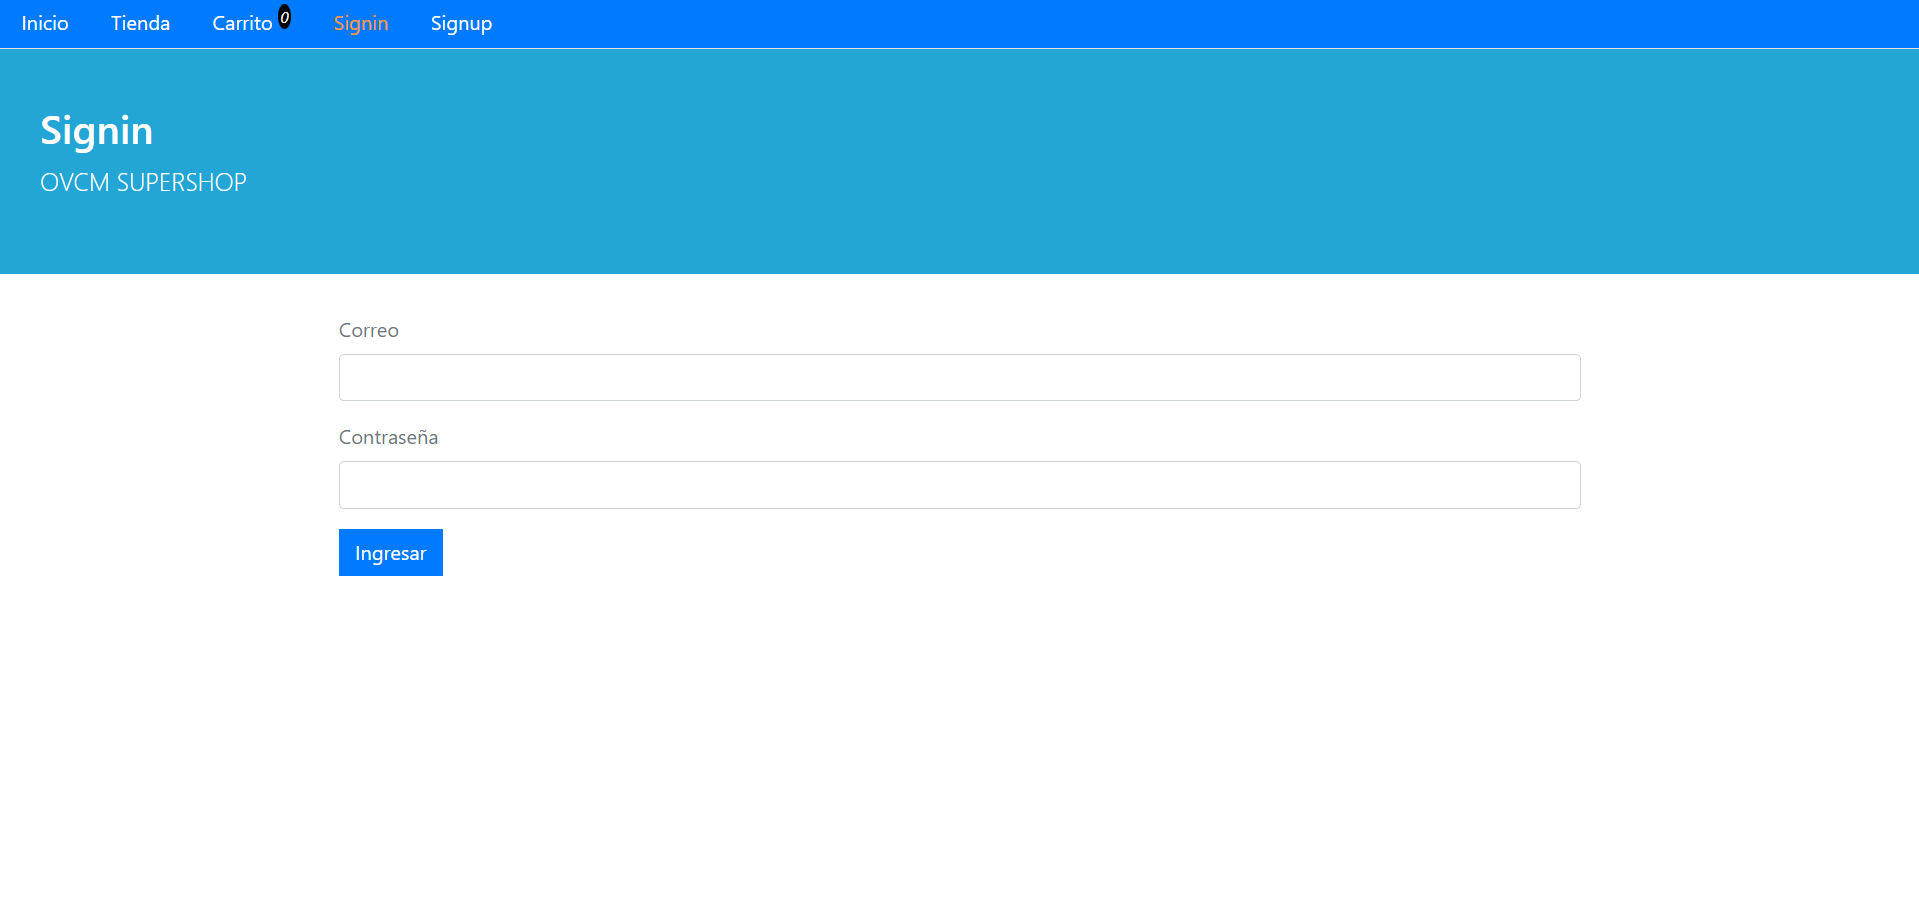 Inicio Tienda Carrito 0 Signin Signup
Signin
OVCM SUPERSHOP
Correo
Contraseña
Ingresar